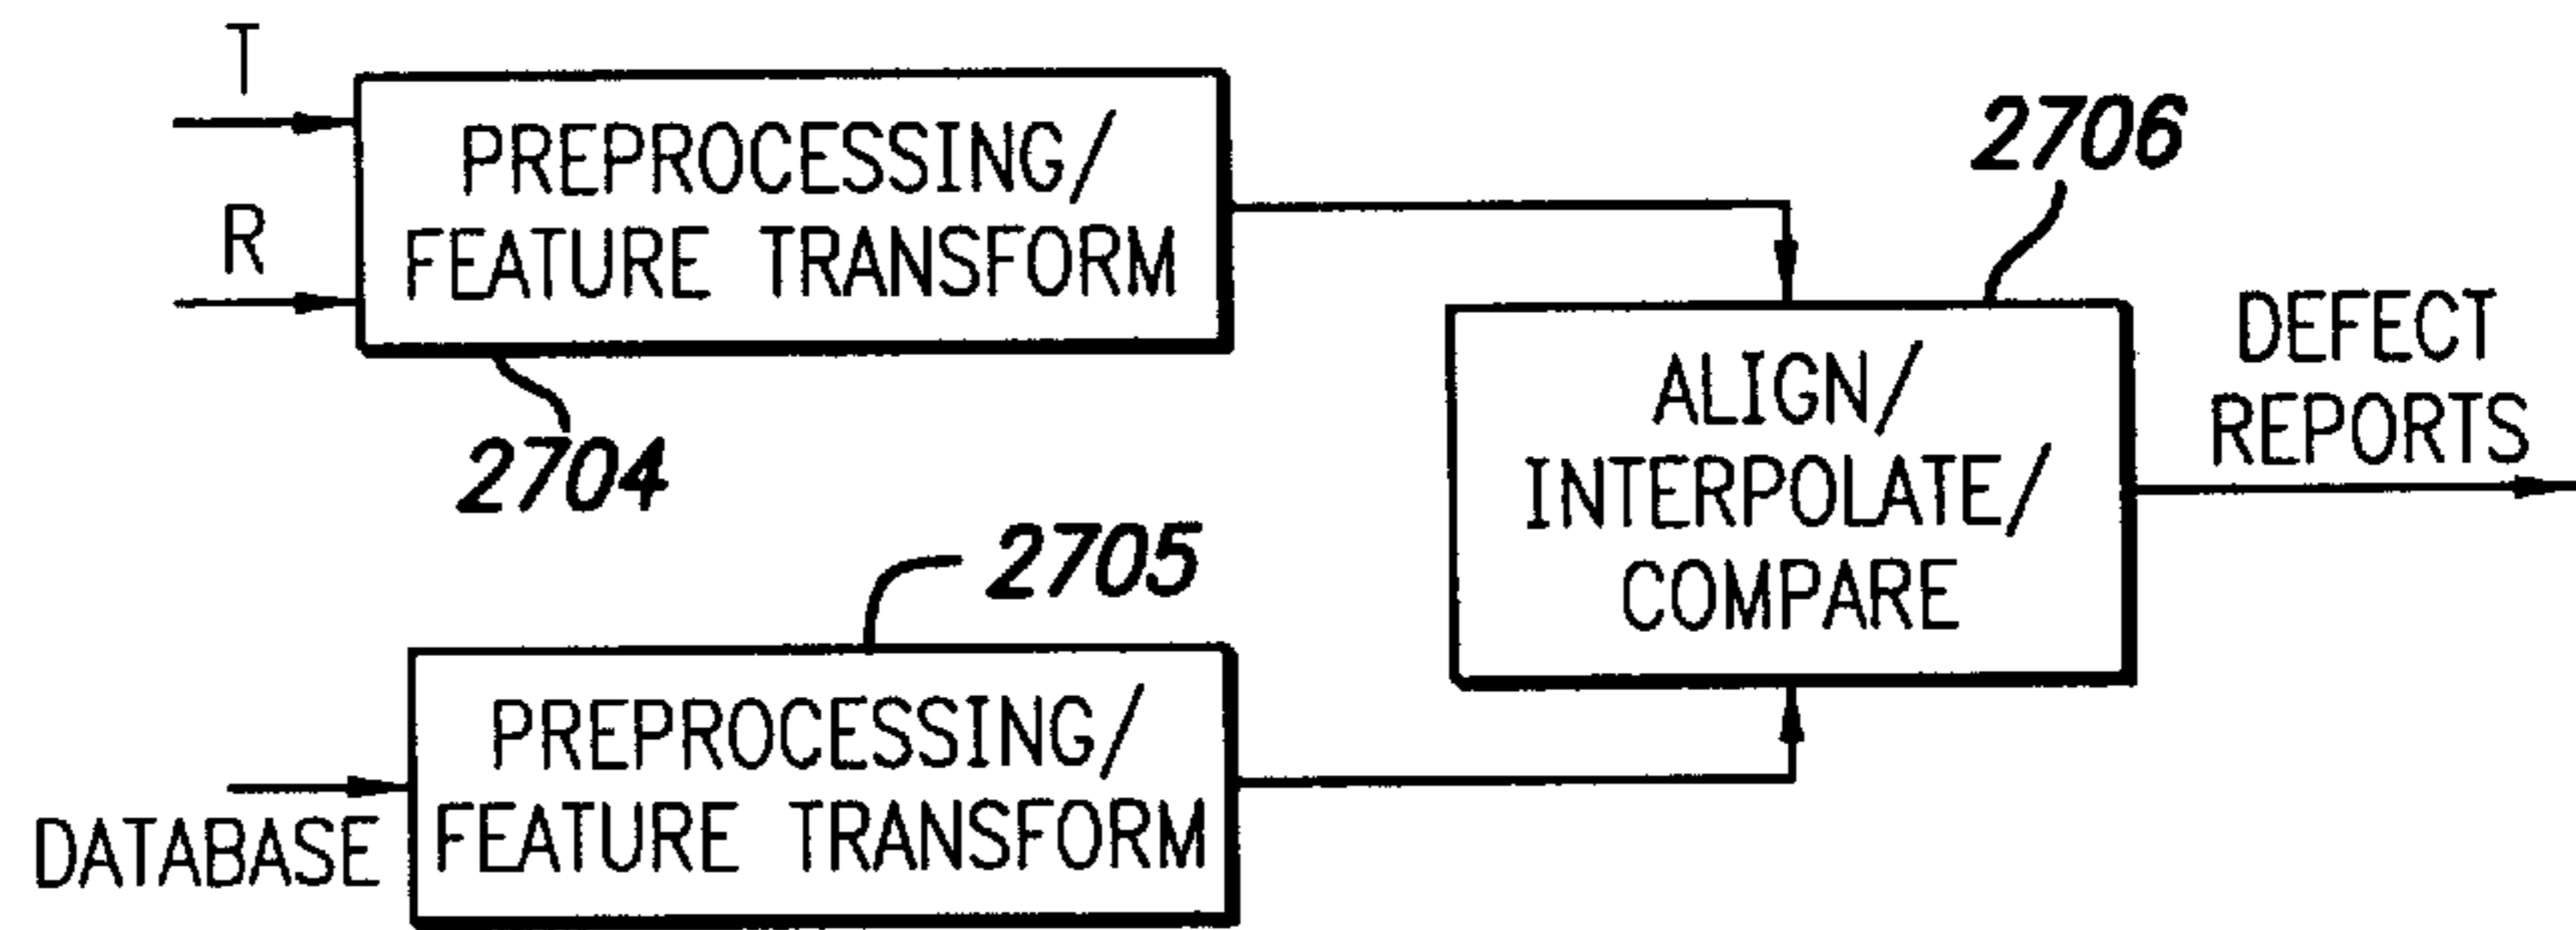 T
R
PREPROCESSING/
FEATURE TRANSFORM
2704
2705
DATABASE
PREPROCESSING/
FEATURE TRANSFORM
2706
ALIGN/
INTERPOLATE/
COMPARE
DEFECT
REPORTS